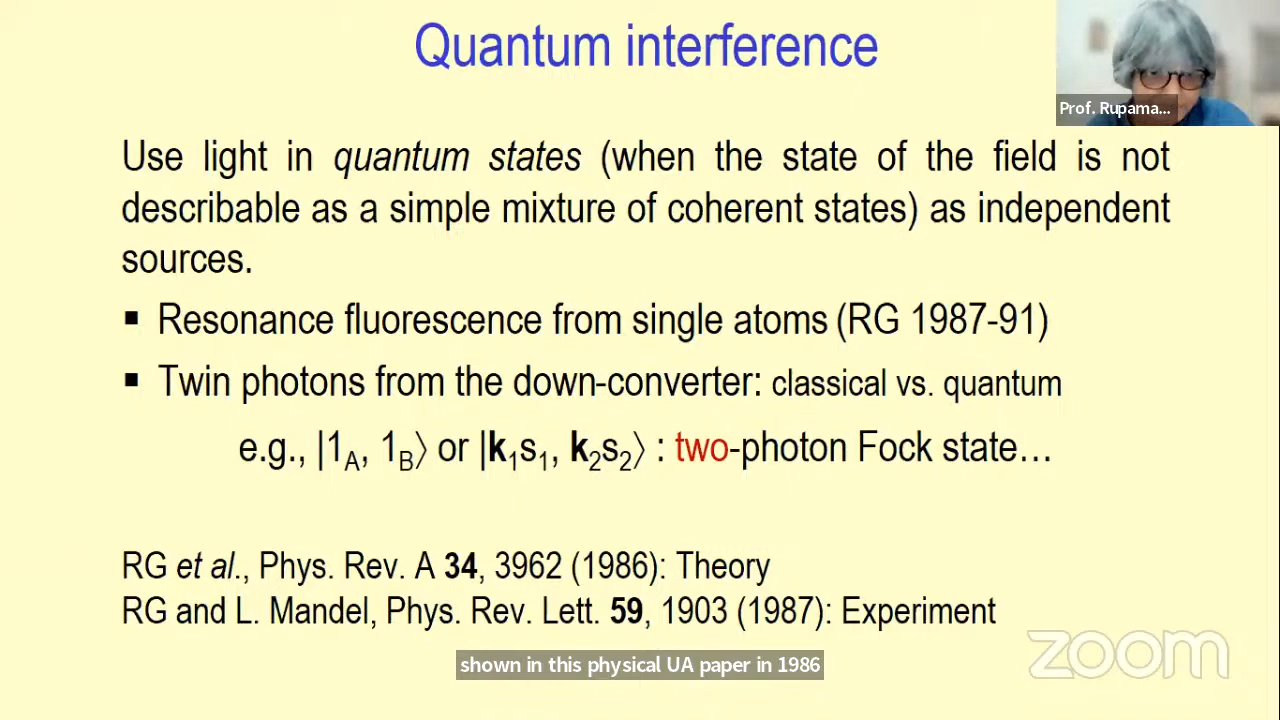 Quantum interference
Prof. Rupama...
Use light in quantum states (when the state of the field is not
describable as a simple mixture of coherent states) as independent
sources.
▪ Resonance fluorescence from single atoms (RG 1987-91)
▪ Twin photons from the down-converter: classical vs. quantum
e.g., |1A, 1B⟩ or |k1s1, k2s2⟩ : two-photon Fock state…
RG et al., Phys. Rev. A 34, 3962 (1986): Theory
RG and L. Mandel, Phys. Rev. Lett. 59, 1903 (1987): Experiment
shown in this physical UA paper in 1986
zoom